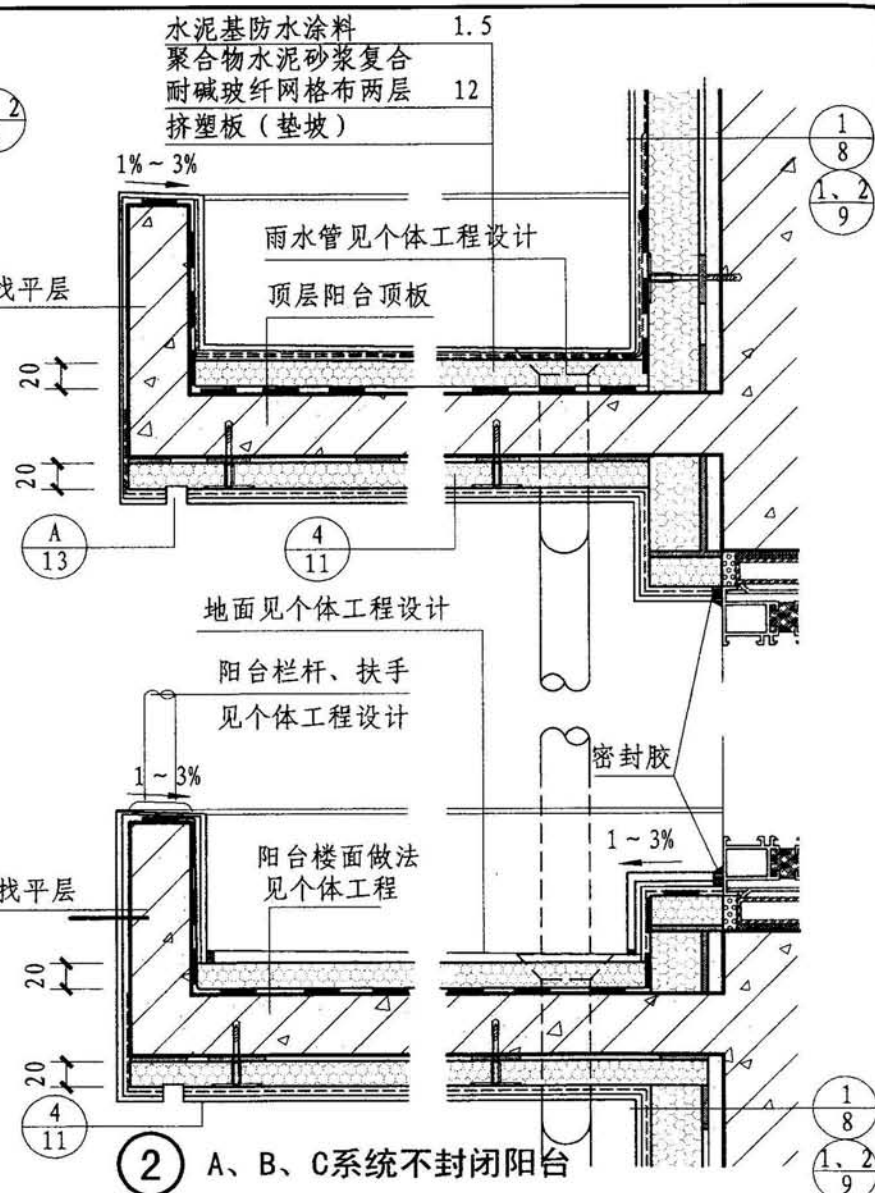 水泥基防水涂料 1.5
聚合物水泥砂浆复合
耐碱玻纤网格布两层 12
挤塑板（垫坡）
2
1
8
1、2
9
1%～3%
雨水管见个体工程设计
找平层
顶层阳台顶板
20
20
A
13
4
11
地面见个体工程设计
阳台栏杆、扶手
见个体工程设计
密封胶
1～3%
1～3%
阳台楼面做法
见个体工程
找平层
20
20
4
11
1
8
1、2
9
2 A、B、C系统不封闭阳台